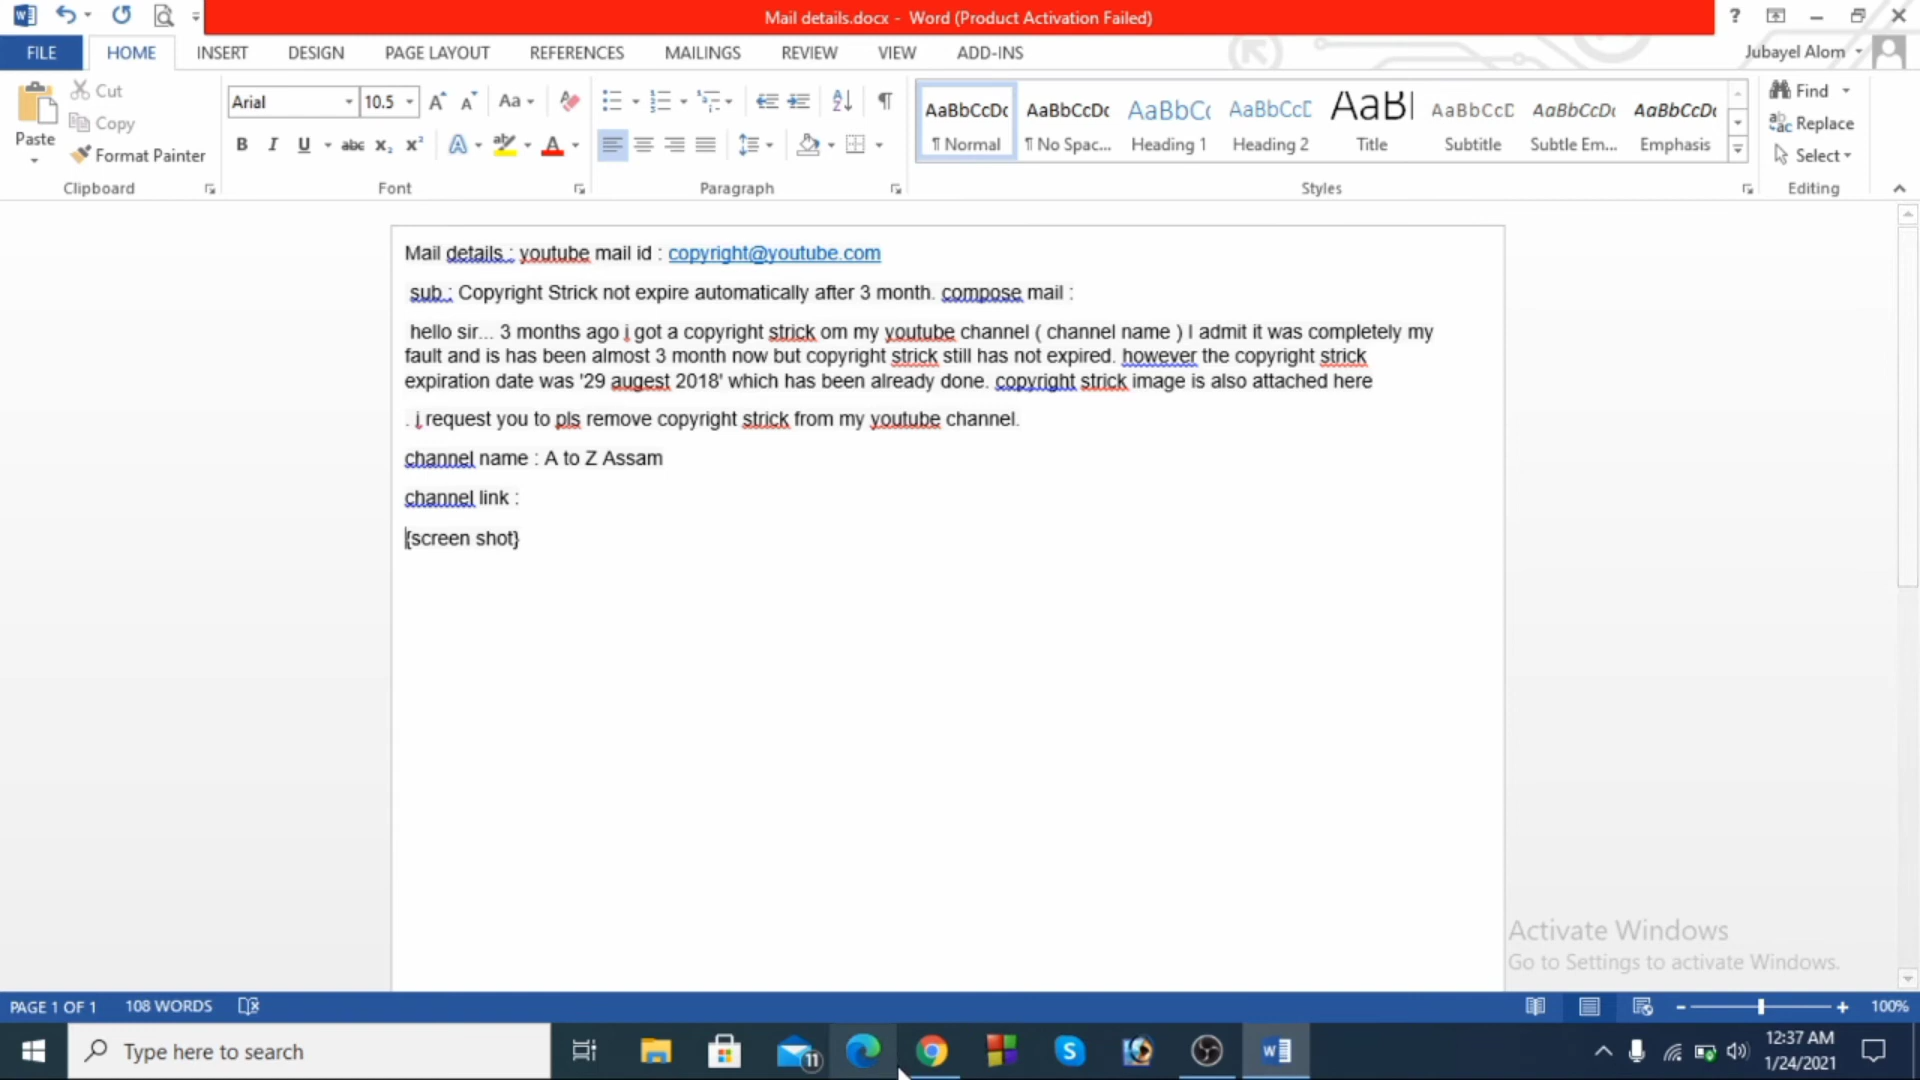 Mail details.docx - Word (Product Activation Failed)
FILE HOME INSERT DESIGN PAGE LAYOUT REFERENCES MAILINGS REVIEW VIEW ADD-INS Jubayel Alom
Paste
Cut
Copy
Format Painter
Clipboard
Arial 10.5
Font
Paragraph
AaBbCcDc AaBbCcDc AaBbCc AaBbCcD AaB AaBbCcD AaBbCcDc AaBbCcDc
¶ Normal ¶ No Spac... Heading 1 Heading 2 Title Subtitle Subtle Em... Emphasis
Styles
Find
Replace
Select
Editing
Mail details : youtube mail id : copyright@youtube.com
sub : Copyright Strick not expire automatically after 3 month. compose mail :
hello sir... 3 months ago i got a copyright strick om my youtube channel ( channel name ) I admit it was completely my
fault and is has been almost 3 month now but copyright strick still has not expired. however the copyright strick
expiration date was '29 augest 2018' which has been already done. copyright strick image is also attached here
. i request you to pls remove copyright strick from my youtube channel.
channel name : A to Z Assam
channel link :
{screen shot}
Activate Windows
Go to Settings to activate Windows.
PAGE 1 OF 1 108 WORDS 100%
Type here to search
11
12:37 AM
1/24/2021